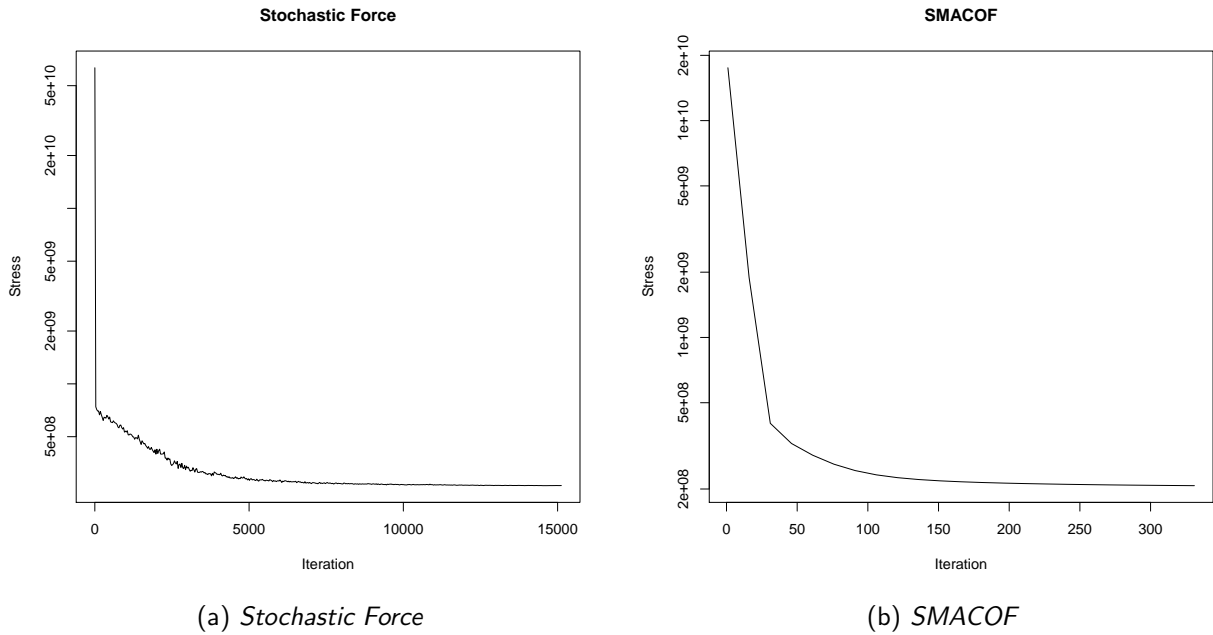 Stochastic Force
5e+10
2e+10
5e+09
2e+09
5e+08
Stress
0 5000 10000 15000
Iteration
(a) Stochastic Force
SMACOF
2e+10
1e+10
5e+09
2e+09
1e+09
5e+08
2e+08
Stress
0 50 100 150 200 250 300
Iteration
(b) SMACOF